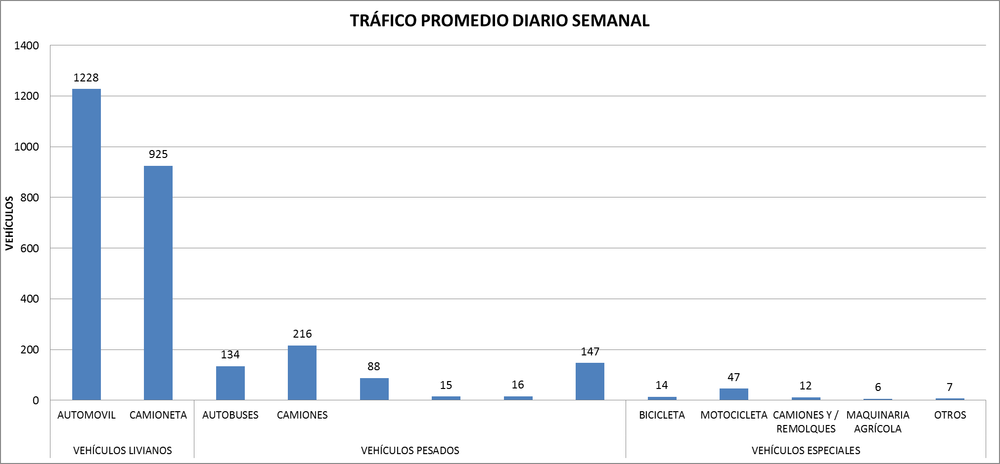 TRÁFICO PROMEDIO DIARIO SEMANAL
VEHÍCULOS
1400
1200
1000
800
600
400
200
0
1228
925
134
216
88
15
16
147
14
47
12
6
7
AUTOMOVIL
CAMIONETA
AUTOBUSES
CAMIONES
BICICLETA
MOTOCICLETA
CAMIONES Y /
REMOLQUES
MAQUINARIA
AGRÍCOLA
OTROS
VEHÍCULOS LIVIANOS
VEHÍCULOS PESADOS
VEHÍCULOS ESPECIALES